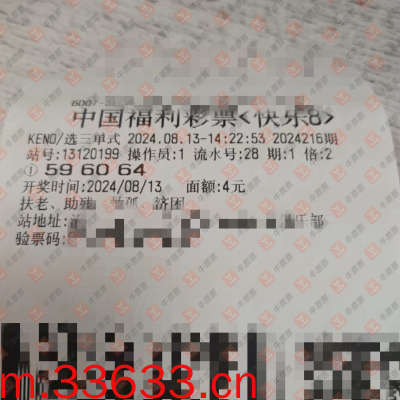 6007-
中国福利彩票<快乐8>
KENO/选三单式 2024.08.13-14:22:53 2024216期
站号:13120199 操作员:1 流水号:28 期:1 倍:2
① 59 60 64
开奖时间:2024/08/13 面额:4元
扶老、助残、救孤、济困
站地址:
验票码:
m.33633.cn